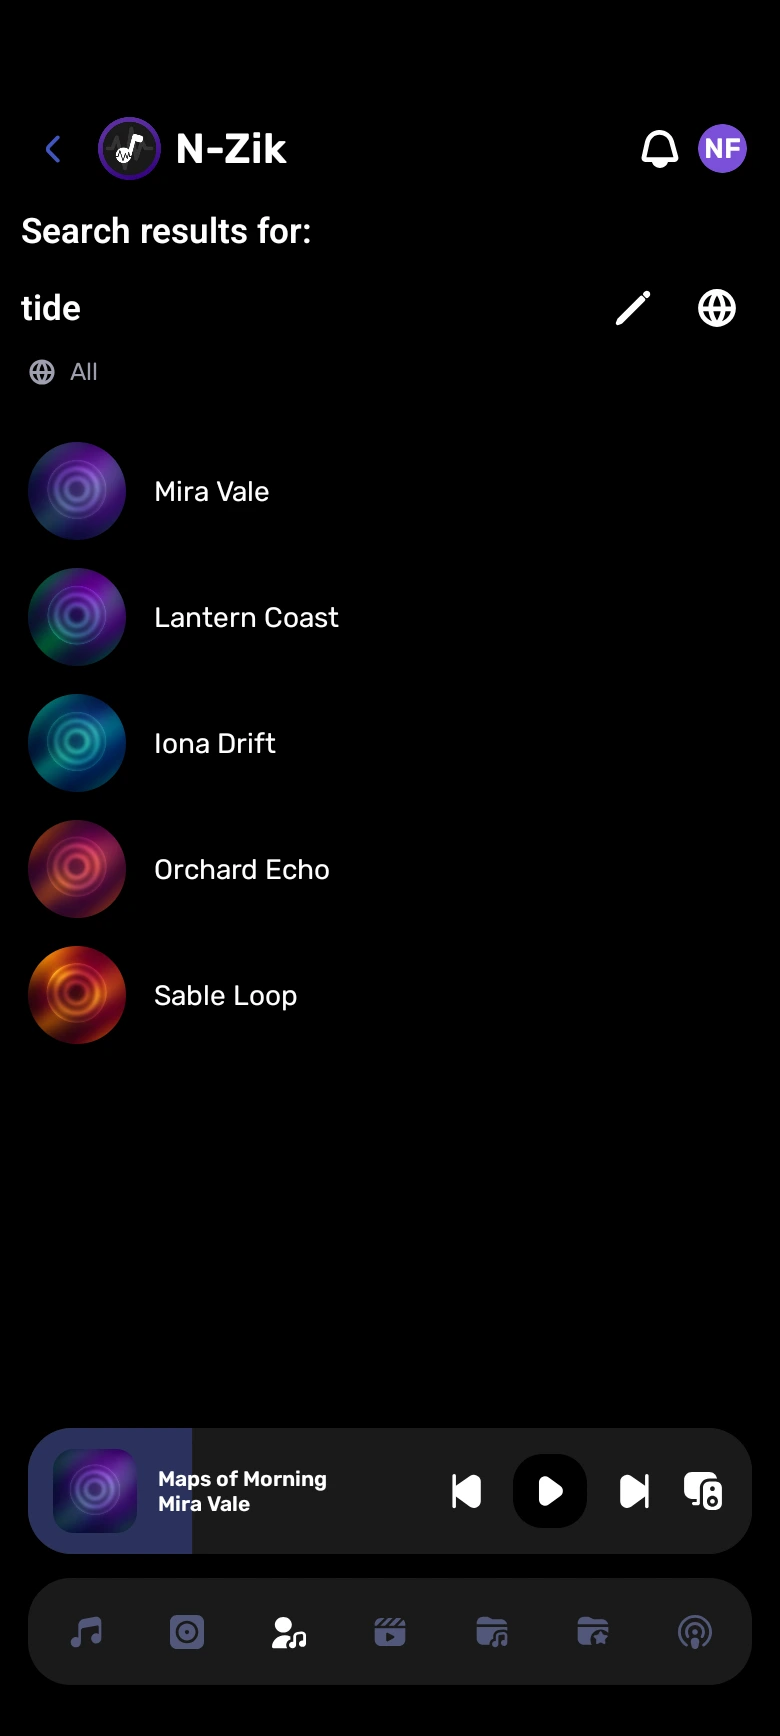 N-Zik
NF
Search results for:
tide
All
Mira Vale
Lantern Coast
Iona Drift
Orchard Echo
Sable Loop
Maps of Morning
Mira Vale